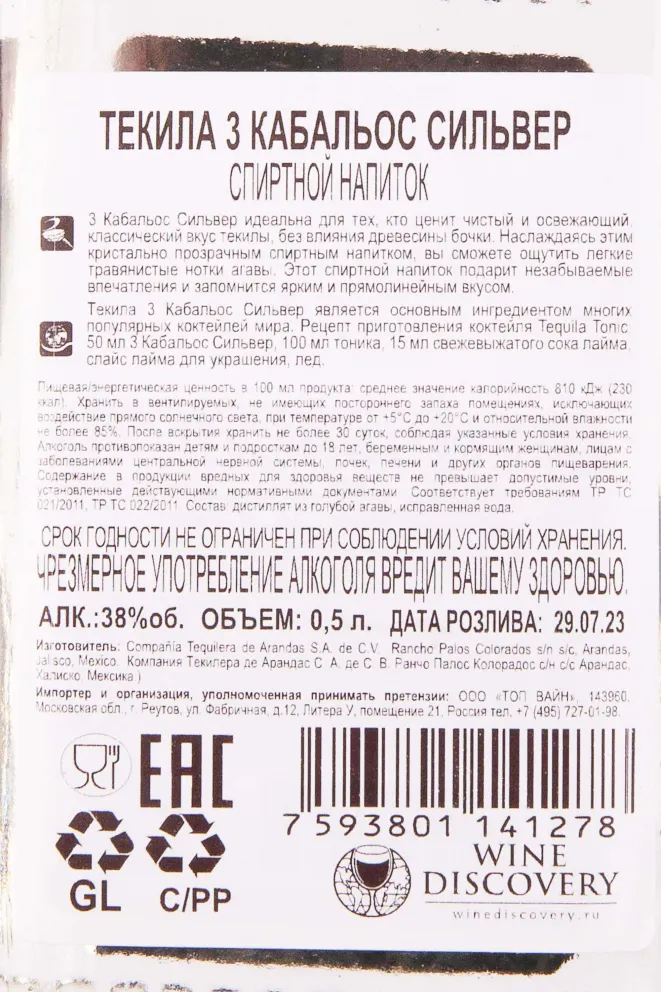 ТЕКИЛА 3 КАБАЛЬОС СИЛЬВЕР
СПИРТНОЙ НАПИТОК
3 Кабальос Сильвер идеальна для тех, кто ценит чистый и освежающий,
классический вкус текилы, без влияния древесины бочки. Наслаждаясь этим
кристально прозрачным спиртным напитком, вы сможете ощутить легкие
травянистые нотки агавы. Этот спиртной напиток подарит незабываемые
впечатления и запомнится ярким и прямолинейным вкусом.
Текила 3 Кабальос Сильвер является основным ингредиентом многих
популярных коктейлей мира. Рецепт приготовления коктейля Tequila Tonic:
50 мл 3 Кабальос Сильвер, 100 мл тоника, 15 мл свежевыжатого сока лайма,
слайс лайма для украшения, лед.
Пищевая/энергетическая ценность в 100 мл продукта: среднее значение калорийность 810 кДж (230
ккал). Хранить в вентилируемых, не имеющих постороннего запаха помещениях, исключающих
воздействие прямого солнечного света, при температуре от +5°С до +20°С и относительной влажности
не более 85%. После вскрытия хранить не более 30 суток, соблюдая указанные условия хранения.
Алкоголь противопоказан детям и подросткам до 18 лет, беременным и кормящим женщинам, лицам с
заболеваниями центральной нервной системы, почек, печени и других органов пищеварения.
Содержание в продукции вредных для здоровья веществ не превышает допустимые уровни,
установленные действующими нормативными документами. Соответствует требованиям ТР ТС
021/2011, ТР ТС 022/2011. Состав: дистиллят из голубой агавы, исправленная вода.
СРОК ГОДНОСТИ НЕ ОГРАНИЧЕН ПРИ СОБЛЮДЕНИИ УСЛОВИЙ ХРАНЕНИЯ.
ЧРЕЗМЕРНОЕ УПОТРЕБЛЕНИЕ АЛКОГОЛЯ ВРЕДИТ ВАШЕМУ ЗДОРОВЬЮ.
АЛК.:38%об. ОБЪЕМ: 0,5 л. ДАТА РОЗЛИВА: 29.07.23
Изготовитель: Compañia Tequilera de Arandas S.A. de C.V. Rancho Palos Colorados s/n s/c, Arandas,
Jalisco, Mexico. Компания Текилера де Арандас С. А. де С. В. Ранчо Палос Колорадос с/н с/с Арандас,
Халиско, Мексика.)
Импортер и организация, уполномоченная принимать претензии: ООО «ТОП ВАЙН», 143960,
Московская обл., г. Реутов, ул. Фабричная, д.12, Литера У, помещение 21, Россия тел. +7 (495) 727-01-98.
EAC
7 593801 141278
GL
C/PP
WINE
DISCOVERY
winediscovery.ru